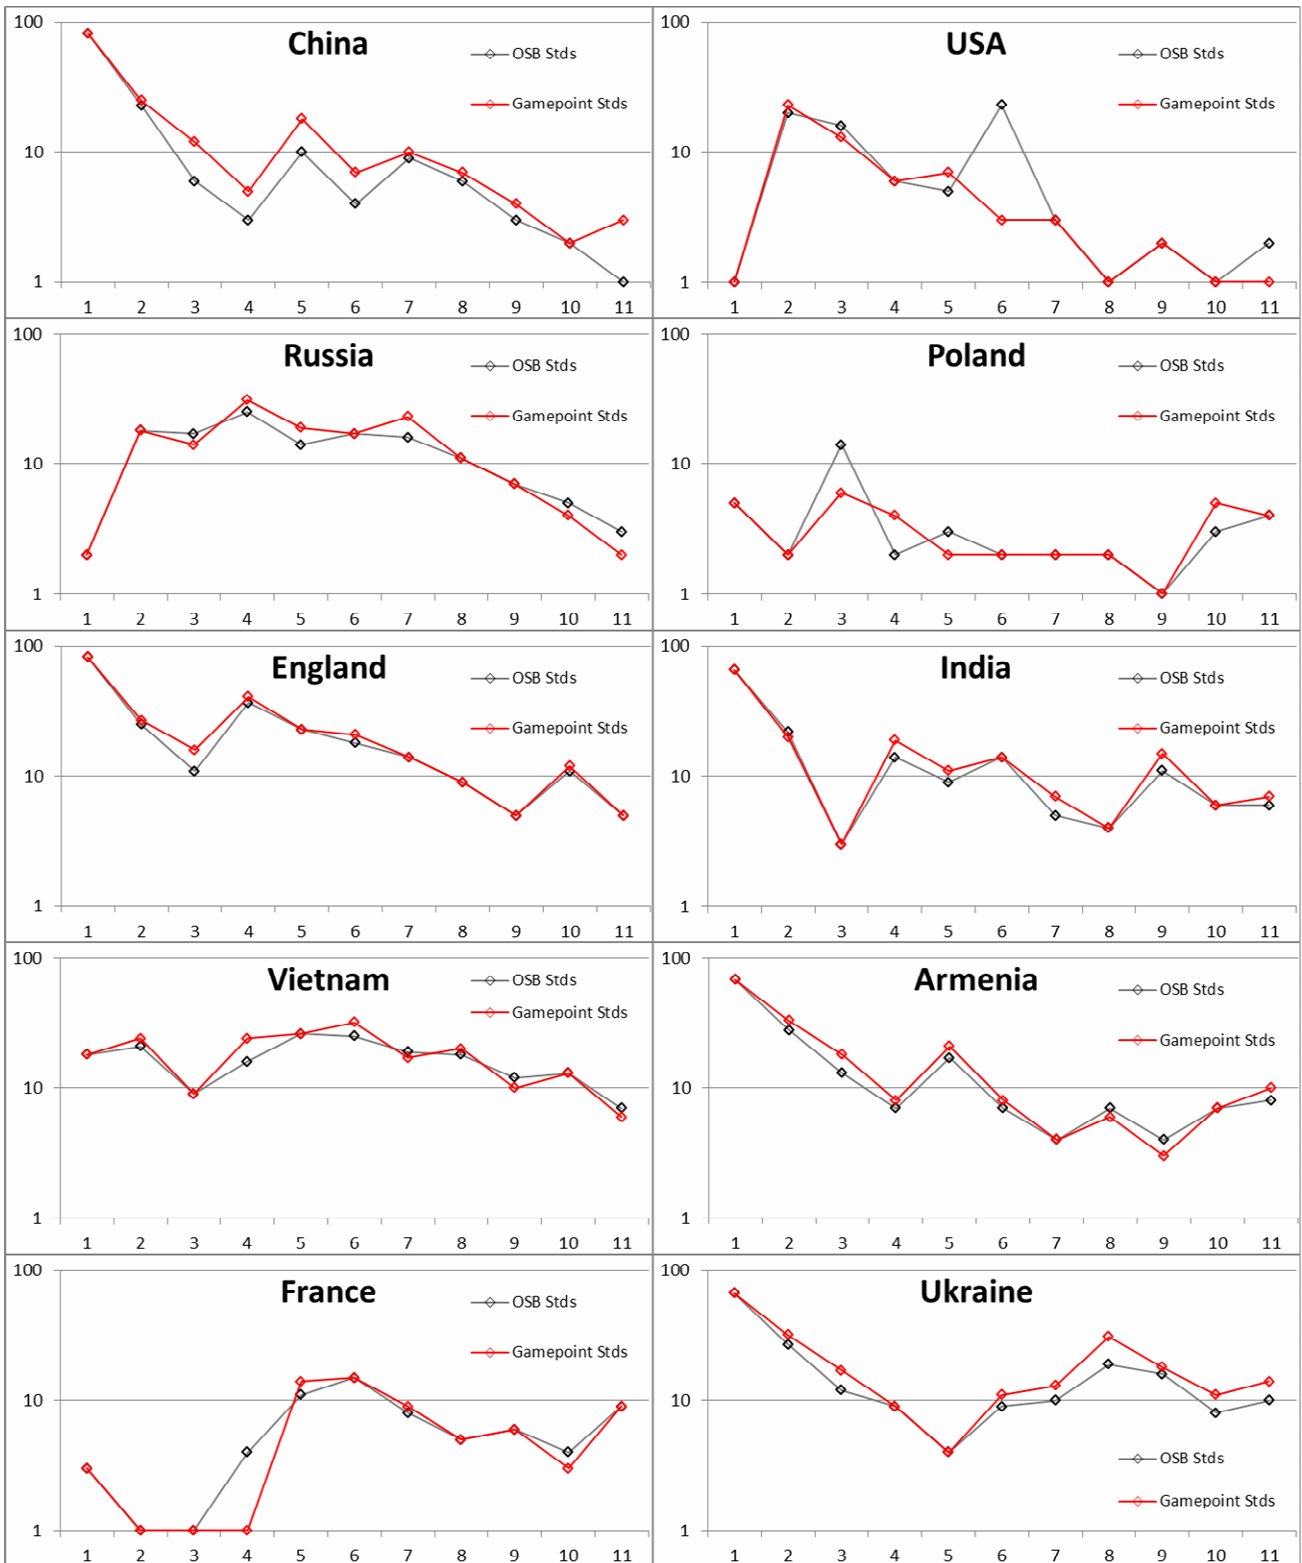 China
OSB Stds
Gamepoint Stds
100
10
1
1 2 3 4 5 6 7 8 9 10 11
USA
OSB Stds
Gamepoint Stds
100
10
1
1 2 3 4 5 6 7 8 9 10 11
Russia
OSB Stds
Gamepoint Stds
100
10
1
1 2 3 4 5 6 7 8 9 10 11
Poland
OSB Stds
Gamepoint Stds
100
10
1
1 2 3 4 5 6 7 8 9 10 11
England
OSB Stds
Gamepoint Stds
100
10
1
1 2 3 4 5 6 7 8 9 10 11
India
OSB Stds
Gamepoint Stds
100
10
1
1 2 3 4 5 6 7 8 9 10 11
Vietnam
OSB Stds
Gamepoint Stds
100
10
1
1 2 3 4 5 6 7 8 9 10 11
Armenia
OSB Stds
Gamepoint Stds
100
10
1
1 2 3 4 5 6 7 8 9 10 11
France
OSB Stds
Gamepoint Stds
100
10
1
1 2 3 4 5 6 7 8 9 10 11
Ukraine
100
10
OSB Stds
Gamepoint Stds
1
1 2 3 4 5 6 7 8 9 10 11